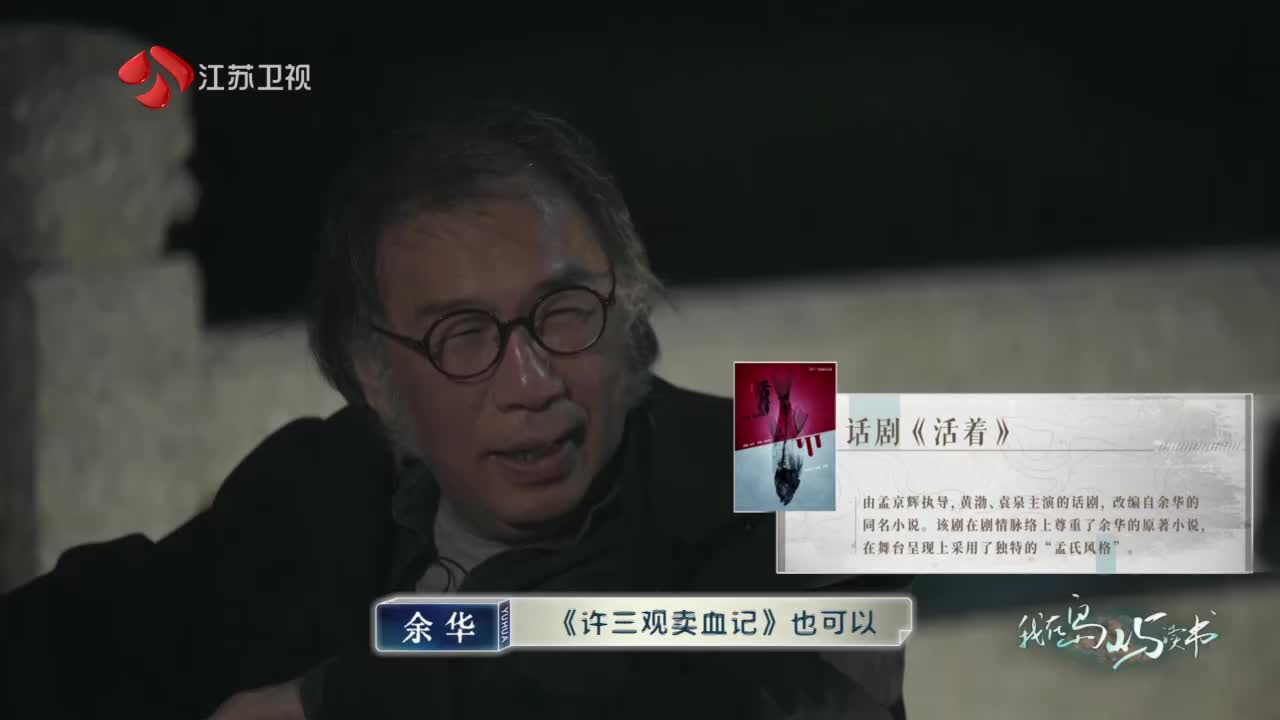 江苏卫视
话剧《活着》
由孟京辉执导，黄渤、袁泉主演的话剧，改编自余华的
同名小说。该剧在剧情脉络上尊重了余华的原著小说，
在舞台呈现上采用了独特的“孟氏风格”。
余华
YUHUA
《许三观卖血记》也可以
我在岛屿读书